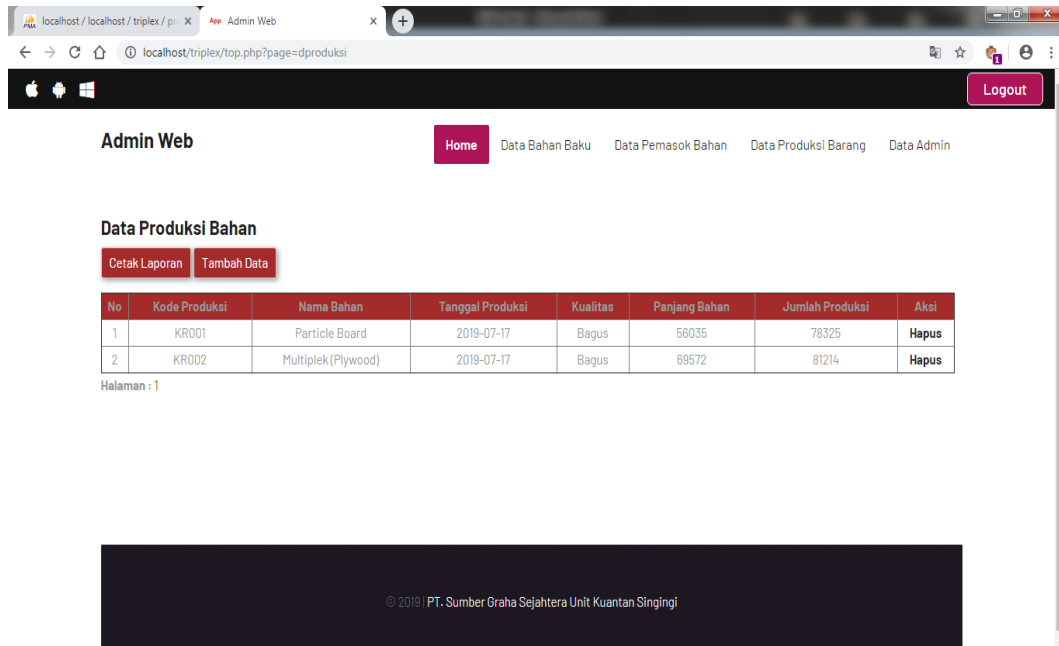 PMA localhost / localhost / triplex / pr
App Admin Web
localhost/triplex/top.php?page=dproduksi
1
Logout
Admin Web
Home Data Bahan Baku Data Pemasok Bahan Data Produksi Barang Data Admin
Data Produksi Bahan
Cetak Laporan Tambah Data
No Kode Produksi Nama Bahan Tanggal Produksi Kualitas Panjang Bahan Jumlah Produksi Aksi
1 KR001 Particle Board 2019-07-17 Bagus 56035 78325 Hapus
2 KR002 Multiplek (Plywood) 2019-07-17 Bagus 69572 81214 Hapus
Halaman : 1
© 2019 | PT. Sumber Graha Sejahtera Unit Kuantan Singingi